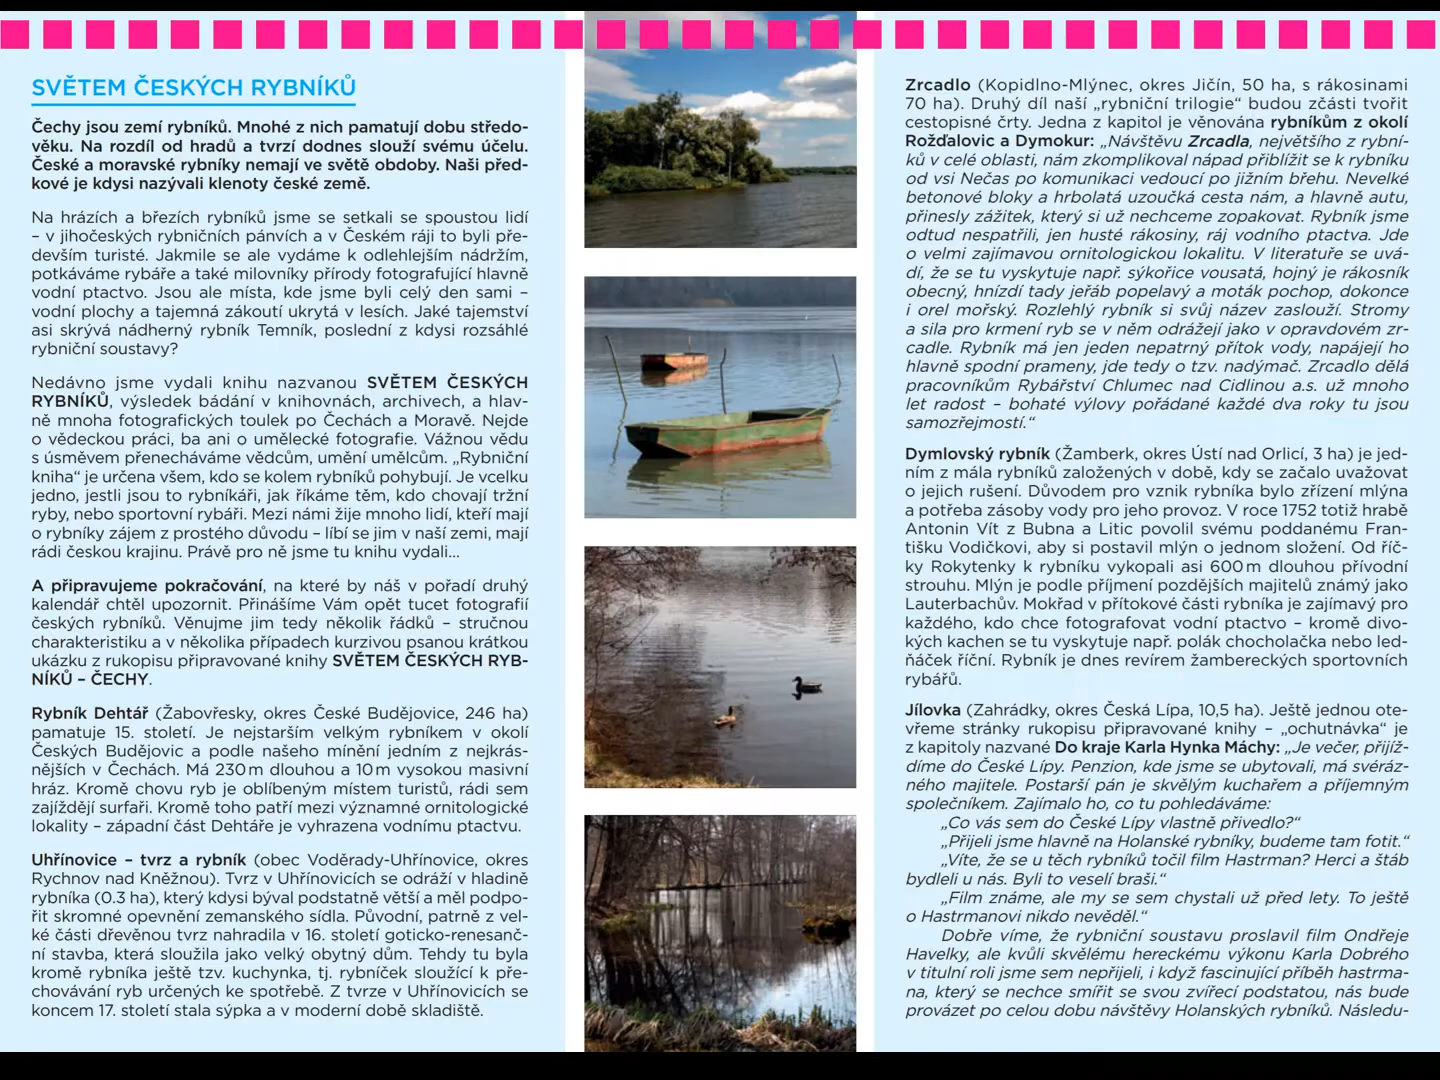 SVĚTEM ČESKÝCH RYBNÍKŮ
Čechy jsou zemí rybníků. Mnohé z nich pamatují dobu středo-
věku. Na rozdíl od hradů a tvrzí dodnes slouží svému účelu.
České a moravské rybníky nemají ve světě obdoby. Naši před-
kové je kdysi nazývali klenoty české země.
Na hrázích a březích rybníků jsme se setkali se spoustou lidí
– v jihočeských rybničních pánvích a v Českém ráji to byli pře-
devším turisté. Jakmile se ale vydáme k odlehlejším nádržím,
potkáváme rybáře a také milovníky přírody fotografující hlavně
vodní ptactvo. Jsou ale místa, kde jsme byli celý den sami –
vodní plochy a tajemná zákoutí ukrytá v lesích. Jaké tajemství
asi skrývá nádherný rybník Temník, poslední z kdysi rozsáhlé
rybniční soustavy?
Nedávno jsme vydali knihu nazvanou SVĚTEM ČESKÝCH
RYBNÍKŮ, výsledek bádání v knihovnách, archivech, a hlav-
ně mnoha fotografických toulek po Čechách a Moravě. Nejde
o vědeckou práci, ba ani o umělecké fotografie. Vážnou vědu
s úsměvem přenecháváme vědcům, umění umělcům. „Rybniční
kniha“ je určena všem, kdo se kolem rybníků pohybují. Je vcelku
jedno, jestli jsou to rybníkáři, jak říkáme těm, kdo chovají tržní
ryby, nebo sportovní rybáři. Mezi námi žije mnoho lidí, kteří mají
o rybníky zájem z prostého důvodu – líbí se jim v naší zemi, mají
rádi českou krajinu. Právě pro ně jsme tu knihu vydali...
A připravujeme pokračování, na které by náš v pořadí druhý
kalendář chtěl upozornit. Přinášíme Vám opět tucet fotografií
českých rybníků. Věnujme jim tedy několik řádků – stručnou
charakteristiku a v několika případech kurzivou psanou krátkou
ukázku z rukopisu připravované knihy SVĚTEM ČESKÝCH RYB-
NÍKŮ – ČECHY.
Rybník Dehtář (Žabovřesky, okres České Budějovice, 246 ha)
pamatuje 15. století. Je nejstarším velkým rybníkem v okolí
Českých Budějovic a podle našeho mínění jedním z nejkrás-
nějších v Čechách. Má 230 m dlouhou a 10 m vysokou masivní
hráz. Kromě chovu ryb je oblíbeným místem turistů, rádi sem
zajíždějí surfaři. Kromě toho patří mezi významné ornitologické
lokality – západní část Dehtáře je vyhrazena vodnímu ptactvu.
Uhřínovice – tvrz a rybník (obec Voděrady-Uhřínovice, okres
Rychnov nad Kněžnou). Tvrz v Uhřínovicích se odráží v hladině
rybníka (0.3 ha), který kdysi býval podstatně větší a měl podpo-
řit skromné opevnění zemanského sídla. Původní, patrně z vel-
ké části dřevěnou tvrz nahradila v 16. století goticko-renesanč-
ní stavba, která sloužila jako velký obytný dům. Tehdy tu byla
kromě rybníka ještě tzv. kuchynka, tj. rybníček sloužící k pře-
chovávání ryb určených ke spotřebě. Z tvrze v Uhřínovicích se
koncem 17. století stala sýpka a v moderní době skladiště.
Zrcadlo (Kopidlno-Mlýnec, okres Jičín, 50 ha, s rákosinami
70 ha). Druhý díl naší „rybniční trilogie“ budou zčásti tvořit
cestopisné črty. Jedna z kapitol je věnována rybníkům z okolí
Rožďalovic a Dymokur: „Návštěvu Zrcadla, největšího z rybní-
ků v celé oblasti, nám zkomplikoval nápad přiblížit se k rybníku
od vsi Nečas po komunikaci vedoucí po jižním břehu. Nevelké
betonové bloky a hrbolatá uzoučká cesta nám, a hlavně autu,
přinesly zážitek, který si už nechceme zopakovat. Rybník jsme
odtud nespatřili, jen husté rákosiny, ráj vodního ptactva. Jde
o velmi zajímavou ornitologickou lokalitu. V literatuře se uvá-
dí, že se tu vyskytuje např. sýkořice vousatá, hojný je rákosník
obecný, hnízdí tady jeřáb popelavý a moták pochop, dokonce
i orel mořský. Rozlehlý rybník si svůj název zaslouží. Stromy
a sila pro krmení ryb se v něm odrážejí jako v opravdovém zr-
cadle. Rybník má jen jeden nepatrný přítok vody, napájejí ho
hlavně spodní prameny, jde tedy o tzv. nadýmač. Zrcadlo dělá
pracovníkům Rybářství Chlumec nad Cidlinou a.s. už mnoho
let radost – bohaté výlovy pořádané každé dva roky tu jsou
samozřejmostí.“
Dymlovský rybník (Žamberk, okres Ústí nad Orlicí, 3 ha) je jed-
ním z mála rybníků založených v době, kdy se začalo uvažovat
o jejich rušení. Důvodem pro vznik rybníka bylo zřízení mlýna
a potřeba zásoby vody pro jeho provoz. V roce 1752 totiž hrabě
Antonin Vít z Bubna a Litic povolil svému poddanému Fran-
tišku Vodičkovi, aby si postavil mlýn o jednom složení. Od říč-
ky Rokytenky k rybníku vykopali asi 600 m dlouhou přívodní
strouhu. Mlýn je podle příjmení pozdějších majitelů známý jako
Lauterbachův. Mokřad v přítokové části rybníka je zajímavý pro
každého, kdo chce fotografovat vodní ptactvo – kromě divo-
kých kachen se tu vyskytuje např. polák chocholačka nebo led-
ňáček říční. Rybník je dnes revírem žambereckých sportovních
rybářů.
Jílovka (Zahrádky, okres Česká Lípa, 10,5 ha). Ještě jednou ote-
vřeme stránky rukopisu připravované knihy – „ochutnávka“ je
z kapitoly nazvané Do kraje Karla Hynka Máchy: „Je večer, přijíž-
díme do České Lípy. Penzion, kde jsme se ubytovali, má svéráz-
ného majitele. Postarší pán je skvělým kuchařem a příjemným
společníkem. Zajímalo ho, co tu pohledáváme:
„Co vás sem do České Lípy vlastně přivedlo?“
„Přijeli jsme hlavně na Holanské rybníky, budeme tam fotit.“
„Víte, že se u těch rybníků točil film Hastrman? Herci a štáb
bydleli u nás. Byli to veselí braši.“
„Film známe, ale my se sem chystali už před lety. To ještě
o Hastrmanovi nikdo nevěděl.“
Dobře víme, že rybniční soustavu proslavil film Ondřeje
Havelky, ale kvůli skvělému hereckému výkonu Karla Dobrého
v titulní roli jsme sem nepřijeli, i když fascinující příběh hastrma-
na, který se nechce smířit se svou zvířecí podstatou, nás bude
provázet po celou dobu návštěvy Holanských rybníků. Následu-